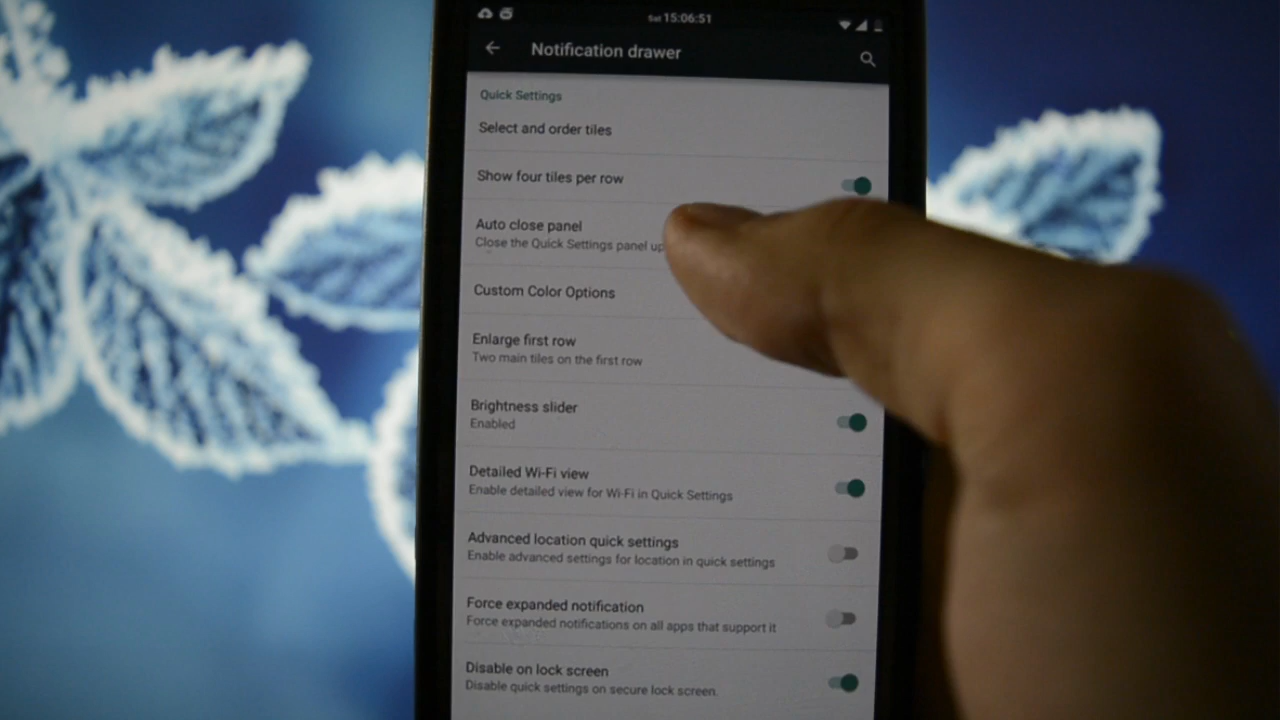 Sat 15:06:51
Notification drawer
Quick Settings
Select and order tiles
Show four tiles per row
Auto close panel
Close the Quick Settings panel
Custom Color Options
Enlarge first row
Two main tiles on the first row
Brightness slider
Enabled
Detailed Wi-Fi view
Enable detailed view for Wi-Fi in Quick Settings
Advanced location quick settings
Enable advanced settings for location in quick settings
Force expanded notification
Force expanded notifications on all apps that support it
Disable on lock screen
Disable quick settings on secure lock screen.